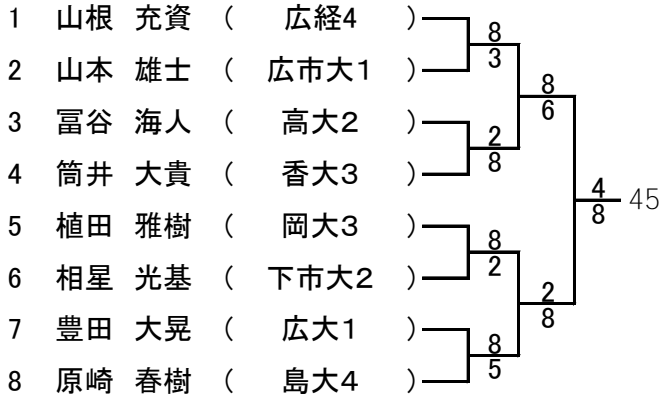 1 山根 充資 ( 広経4 )
8
3
2 山本 雄士 ( 広市大1 )
8
6
3 冨谷 海人 ( 高大2 )
2
8
4 筒井 大貴 ( 香大3 )
4
8
45
5 植田 雅樹 ( 岡大3 )
8
2
6 相星 光基 ( 下市大2 )
2
8
7 豊田 大晃 ( 広大1 )
8
5
8 原崎 春樹 ( 島大4 )